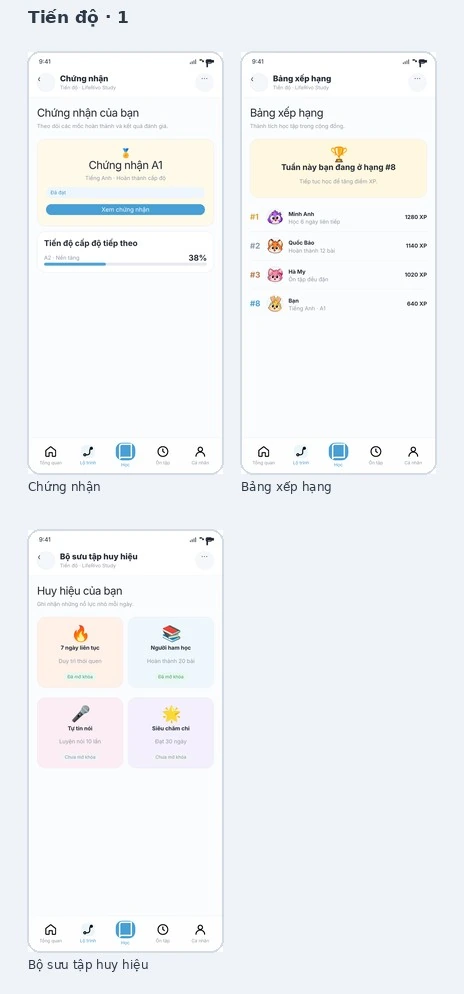 Tiến độ · 1
9:41
Chứng nhận
Tiến độ · LifeRivo Study
Chứng nhận của bạn
Theo dõi các mốc hoàn thành và kết quả đánh giá.
Chứng nhận A1
Tiếng Anh · Hoàn thành cấp độ
Đã đạt
Xem chứng nhận
Tiến độ cấp độ tiếp theo
A2 · Nền tảng
38%
Tổng quan
Lộ trình
Học
Ôn tập
Cá nhân
Chứng nhận
9:41
Bảng xếp hạng
Tiến độ · LifeRivo Study
Bảng xếp hạng
Thành tích học tập trong cộng đồng.
Tuần này bạn đang ở hạng #8
Tiếp tục học để tăng điểm XP.
#1
Minh Anh
Học 6 ngày liên tiếp
1280 XP
#2
Quốc Bảo
Hoàn thành 12 bài
1140 XP
#3
Hà My
Ôn tập đều đặn
1020 XP
#8
Bạn
Tiếng Anh · A1
640 XP
Tổng quan
Lộ trình
Học
Ôn tập
Cá nhân
Bảng xếp hạng
9:41
Bộ sưu tập huy hiệu
Tiến độ · LifeRivo Study
Huy hiệu của bạn
Ghi nhận những nỗ lực nhỏ mỗi ngày.
7 ngày liên tục
Duy trì thói quen
Đã mở khóa
Người ham học
Hoàn thành 20 bài
Đã mở khóa
Tự tin nói
Luyện nói 10 lần
Chưa mở khóa
Siêu chăm chỉ
Đạt 30 ngày
Chưa mở khóa
Tổng quan
Lộ trình
Học
Ôn tập
Cá nhân
Bộ sưu tập huy hiệu